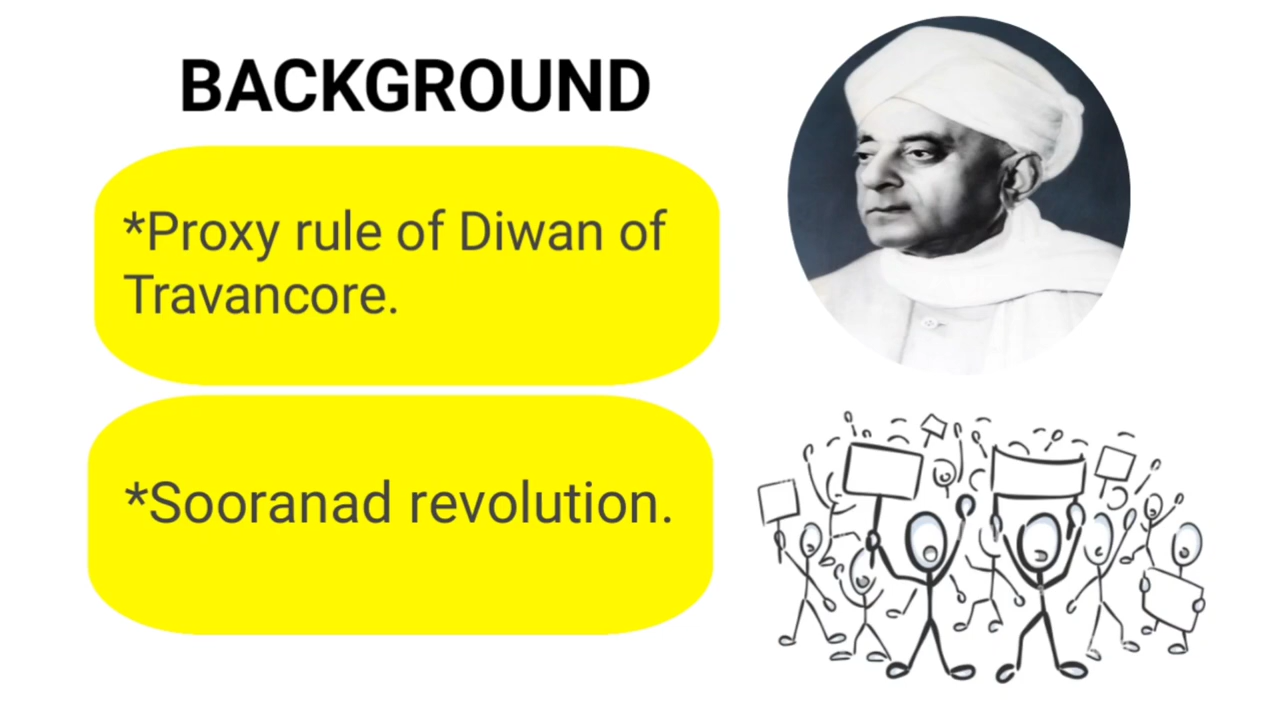 BACKGROUND
*Proxy rule of Diwan of
Travancore.
*Sooranad revolution.